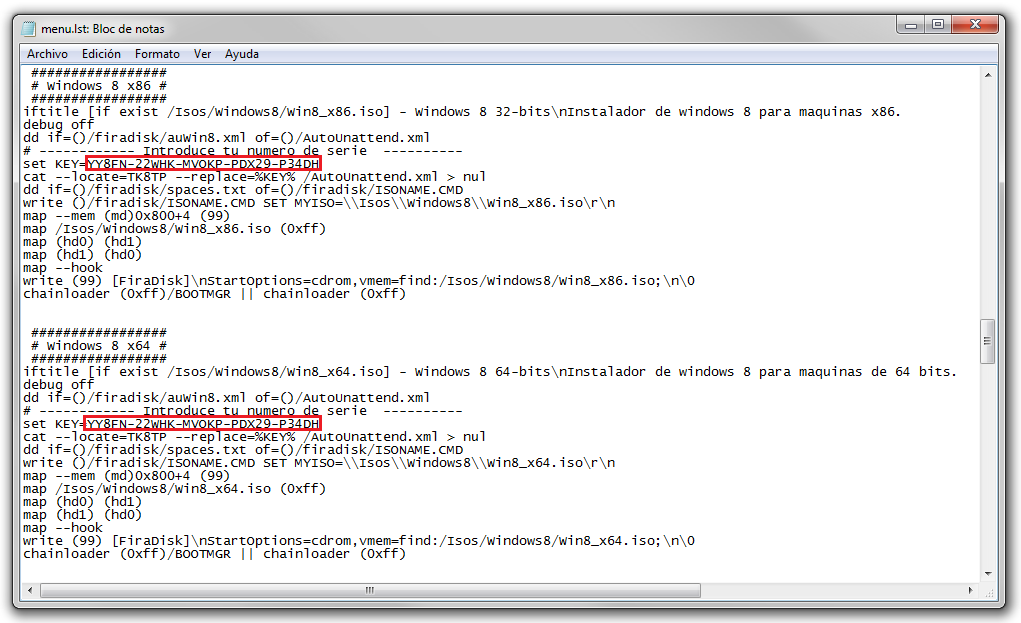 menu.lst: Bloc de notas
Archivo Edición Formato Ver Ayuda
#################
# Windows 8 x86 #
#################
iftitle [if exist /Isos/Windows8/Win8_x86.iso] - Windows 8 32-bits\nInstalador de windows 8 para maquinas x86.
debug off
dd if=()/firadisk/auWin8.xml of=()/AutoUnattend.xml
# ------------ Introduce tu numero de serie ----------
set KEY=YY8FN-22WHK-MVQKP-PDX29-P34DH
cat --locate=TK8TP --replace=%KEY% /AutoUnattend.xml > nul
dd if=()/firadisk/spaces.txt of=()/firadisk/ISONAME.CMD
write ()/firadisk/ISONAME.CMD SET MYISO=\\Isos\\Windows8\\Win8_x86.iso\r\n
map --mem (md)0x800+4 (99)
map /Isos/Windows8/Win8_x86.iso (0xff)
map (hd0) (hd1)
map (hd1) (hd0)
map --hook
write (99) [FiraDisk]\nStartOptions=cdrom,vmem=find:/Isos/Windows8/Win8_x86.iso;\n\0
chainloader (0xff)/BOOTMGR || chainloader (0xff)
#################
# Windows 8 x64 #
#################
iftitle [if exist /Isos/Windows8/Win8_x64.iso] - Windows 8 64-bits\nInstalador de windows 8 para maquinas de 64 bits.
debug off
dd if=()/firadisk/auWin8.xml of=()/AutoUnattend.xml
# ------------ Introduce tu numero de serie ----------
set KEY=YY8FN-22WHK-MVQKP-PDX29-P34DH
cat --locate=TK8TP --replace=%KEY% /AutoUnattend.xml > nul
dd if=()/firadisk/spaces.txt of=()/firadisk/ISONAME.CMD
write ()/firadisk/ISONAME.CMD SET MYISO=\\Isos\\Windows8\\Win8_x64.iso\r\n
map --mem (md)0x800+4 (99)
map /Isos/Windows8/Win8_x64.iso (0xff)
map (hd0) (hd1)
map (hd1) (hd0)
map --hook
write (99) [FiraDisk]\nStartOptions=cdrom,vmem=find:/Isos/Windows8/Win8_x64.iso;\n\0
chainloader (0xff)/BOOTMGR || chainloader (0xff)